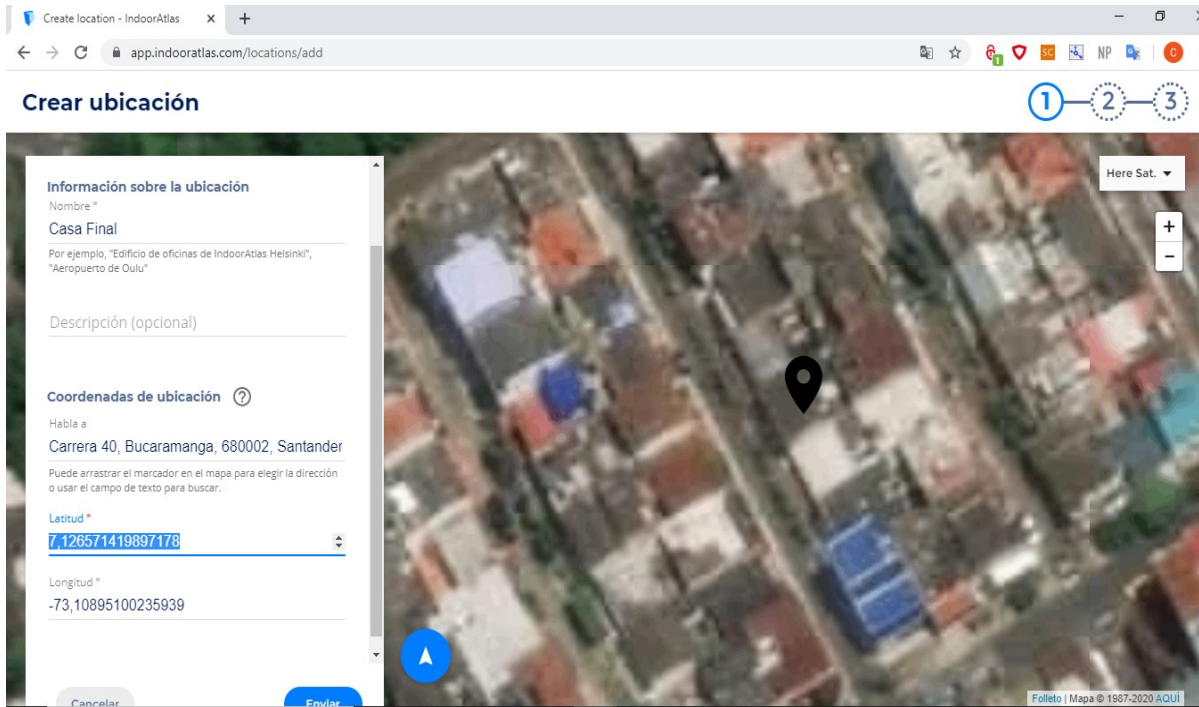 Create location - IndoorAtlas
app.indooratlas.com/locations/add
1
SC
NP
C
Crear ubicación
1 2 3
Información sobre la ubicación
Nombre *
Casa Final
Por ejemplo, "Edificio de oficinas de IndoorAtlas Helsinki",
"Aeropuerto de Oulu"
Descripción (opcional)
Coordenadas de ubicación ?
Habla a
Carrera 40, Bucaramanga, 680002, Santander
Puede arrastrar el marcador en el mapa para elegir la dirección
o usar el campo de texto para buscar.
Latitud *
7,126571419897178
Longitud *
-73,10895100235939
Cancelar
Enviar
Here Sat.
+
−
Folleto | Mapa © 1987-2020 AQUÍ